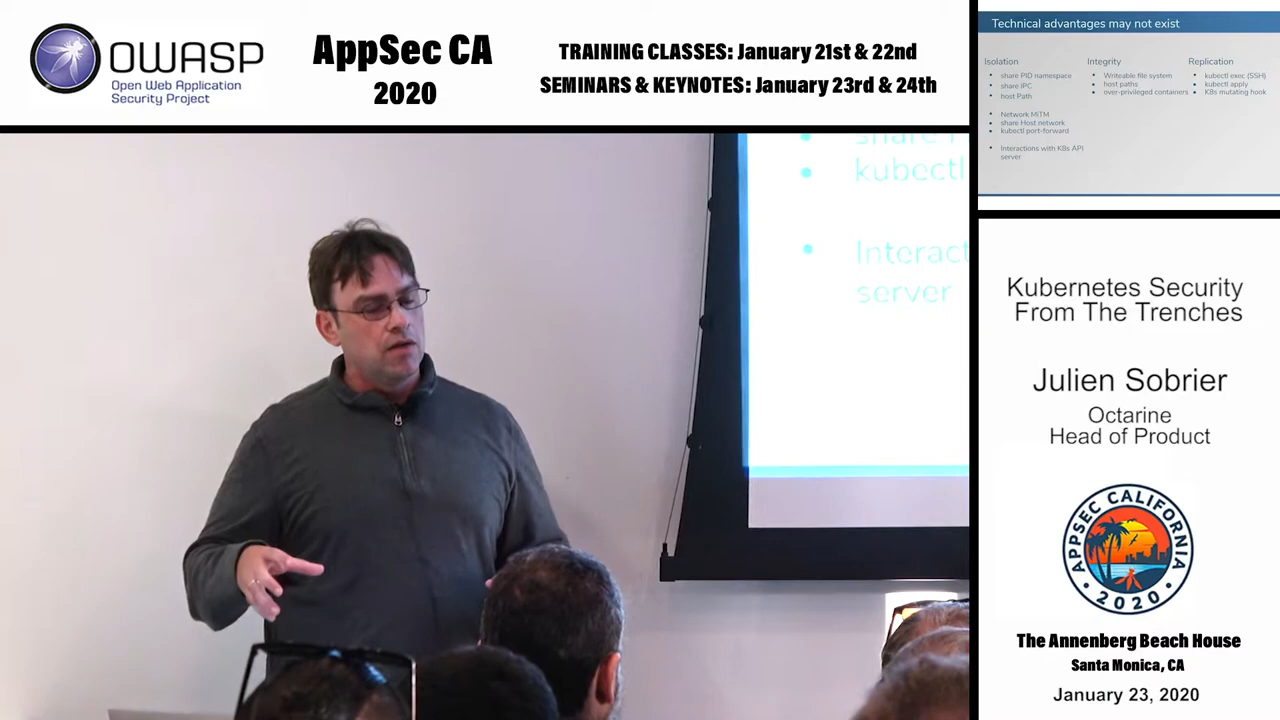 OWASP
Open Web Application
Security Project
AppSec CA
2020
TRAINING CLASSES: January 21st & 22nd
SEMINARS & KEYNOTES: January 23rd & 24th
Technical advantages may not exist
Isolation
• share PID namespace
• share IPC
• host Path
• Network MiTM
• share Host network
• kubectl port-forward
• Interactions with K8s API
server
Integrity
• Writeable file system
• host paths
• over-privileged containers
Replication
• kubectl exec (SSH)
• kubectl apply
• K8s mutating hook
• share
• kubectl
• Interact
server
Kubernetes Security
From The Trenches
Julien Sobrier
Octarine
Head of Product
APPSEC CALIFORNIA
• 2020 •
The Annenberg Beach House
Santa Monica, CA
January 23, 2020